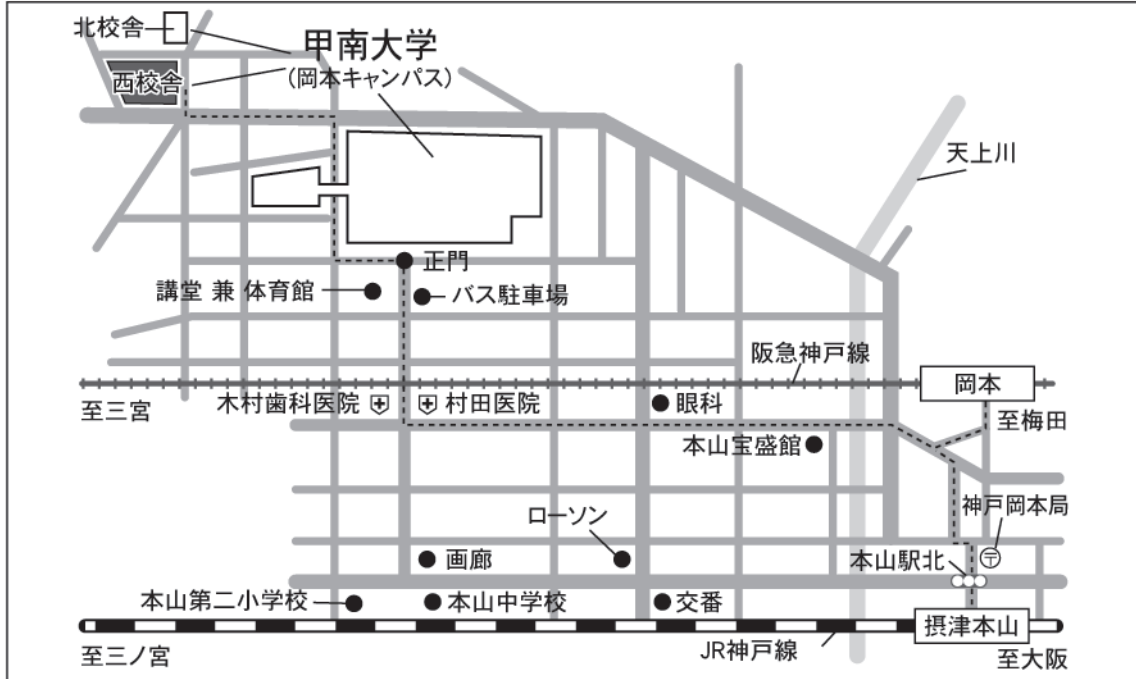 北校舎
甲南大学
(岡本キャンパス)
西校舎
天上川
正門
講堂 兼 体育館
バス駐車場
阪急神戸線
岡本
至三宮
木村歯科医院
村田医院
眼科
至梅田
本山宝盛館
神戸岡本局
ローソン
〒
画廊
本山駅北
本山第二小学校
本山中学校
交番
摂津本山
JR神戸線
至三ノ宮
至大阪